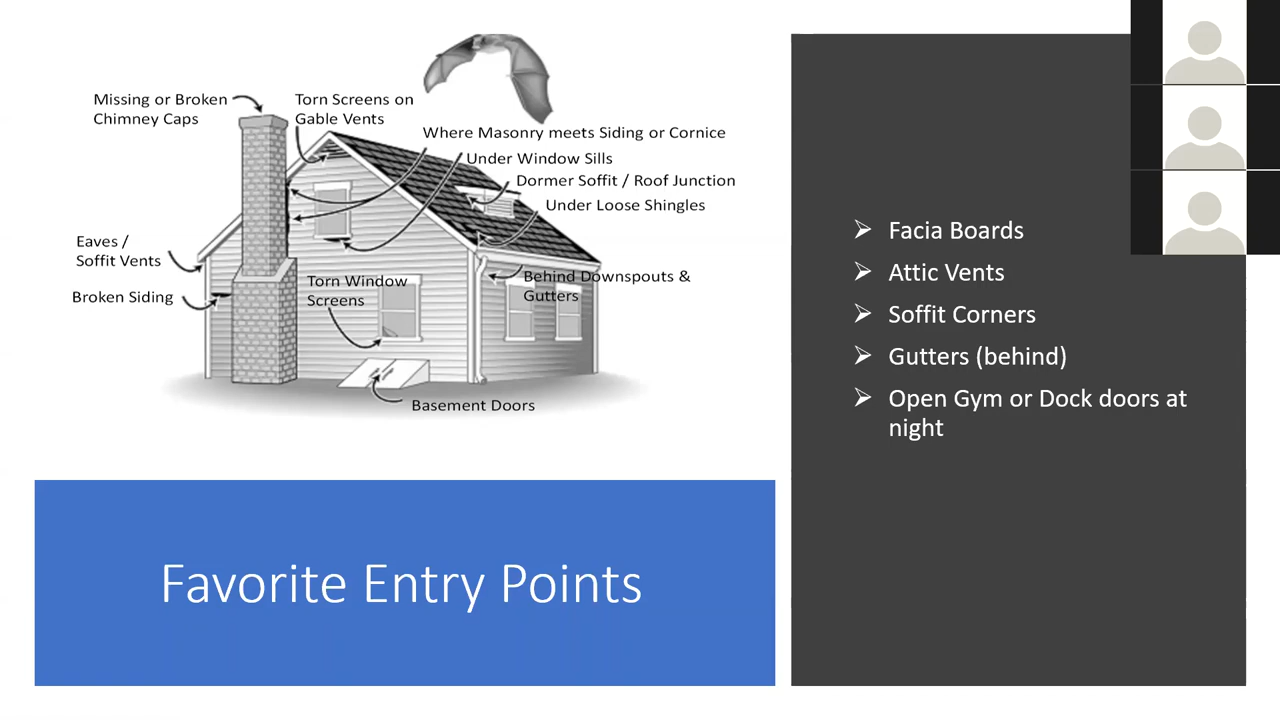 Missing or Broken
Chimney Caps
Torn Screens on
Gable Vents
Where Masonry meets Siding or Cornice
Under Window Sills
Dormer Soffit / Roof Junction
Under Loose Shingles
Eaves /
Soffit Vents
Broken Siding
Torn Window
Screens
Behind Downspouts &
Gutters
Basement Doors
Favorite Entry Points
➢ Facia Boards
➢ Attic Vents
➢ Soffit Corners
➢ Gutters (behind)
➢ Open Gym or Dock doors at
night